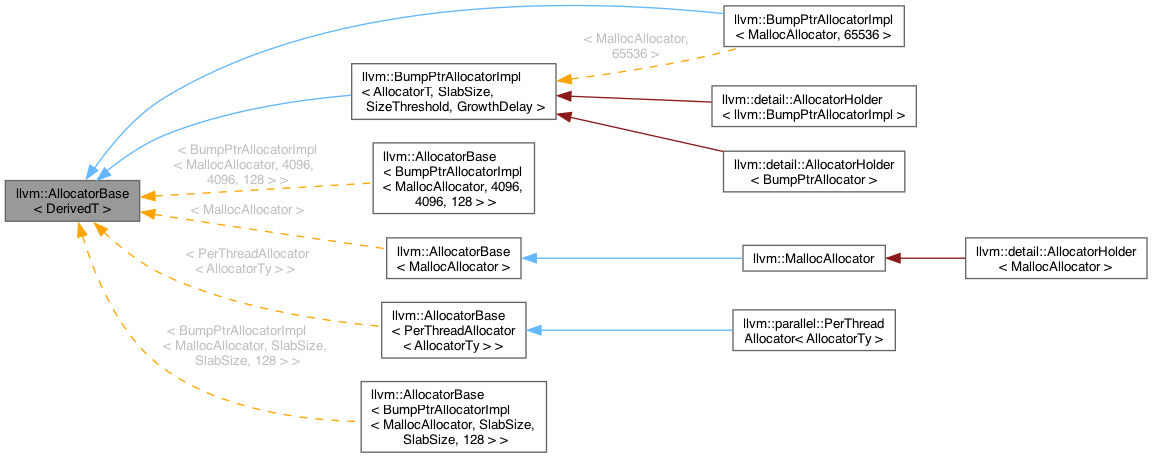 llvm::BumpPtrAllocatorImpl
< MallocAllocator, 65536 >
< MallocAllocator,
65536 >
llvm::BumpPtrAllocatorImpl
< AllocatorT, SlabSize,
SizeThreshold, GrowthDelay >
llvm::detail::AllocatorHolder
< llvm::BumpPtrAllocatorImpl >
llvm::detail::AllocatorHolder
< BumpPtrAllocator >
< BumpPtrAllocatorImpl
< MallocAllocator, 4096,
4096, 128 > >
llvm::AllocatorBase
< BumpPtrAllocatorImpl
< MallocAllocator, 4096,
4096, 128 > >
llvm::AllocatorBase
< DerivedT >
< MallocAllocator >
llvm::AllocatorBase
< MallocAllocator >
llvm::MallocAllocator
llvm::detail::AllocatorHolder
< MallocAllocator >
< PerThreadAllocator
< AllocatorTy > >
llvm::AllocatorBase
< PerThreadAllocator
< AllocatorTy > >
llvm::parallel::PerThread
Allocator< AllocatorTy >
< BumpPtrAllocatorImpl
< MallocAllocator, SlabSize,
SlabSize, 128 > >
llvm::AllocatorBase
< BumpPtrAllocatorImpl
< MallocAllocator, SlabSize,
SlabSize, 128 > >